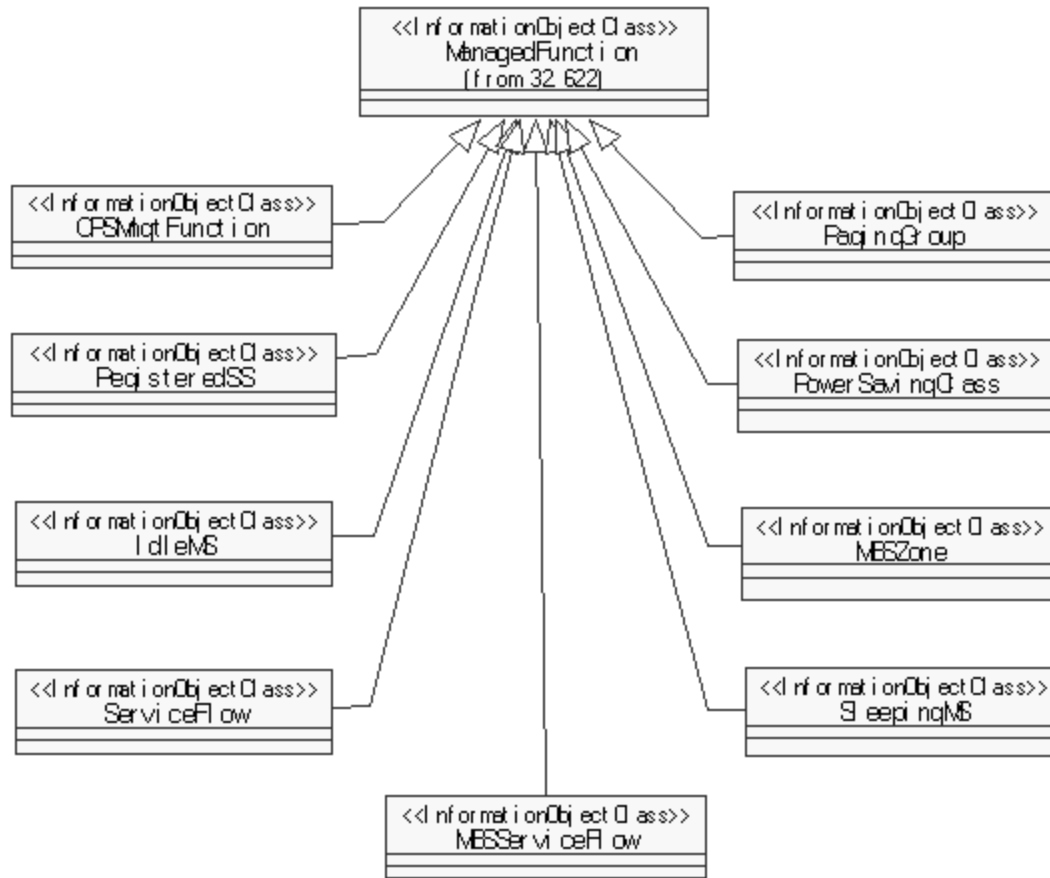 <<InformationObjectClass>>
ManagedFunction
(from 32.622)
<<InformationObjectClass>>
CPSMngtFunction
<<InformationObjectClass>>
PagingGroup
<<InformationObjectClass>>
RegisteredSS
<<InformationObjectClass>>
PowerSavingClass
<<InformationObjectClass>>
IdleMS
<<InformationObjectClass>>
MBSZone
<<InformationObjectClass>>
ServiceFlow
<<InformationObjectClass>>
SleepingMS
<<InformationObjectClass>>
MBSServiceFlow